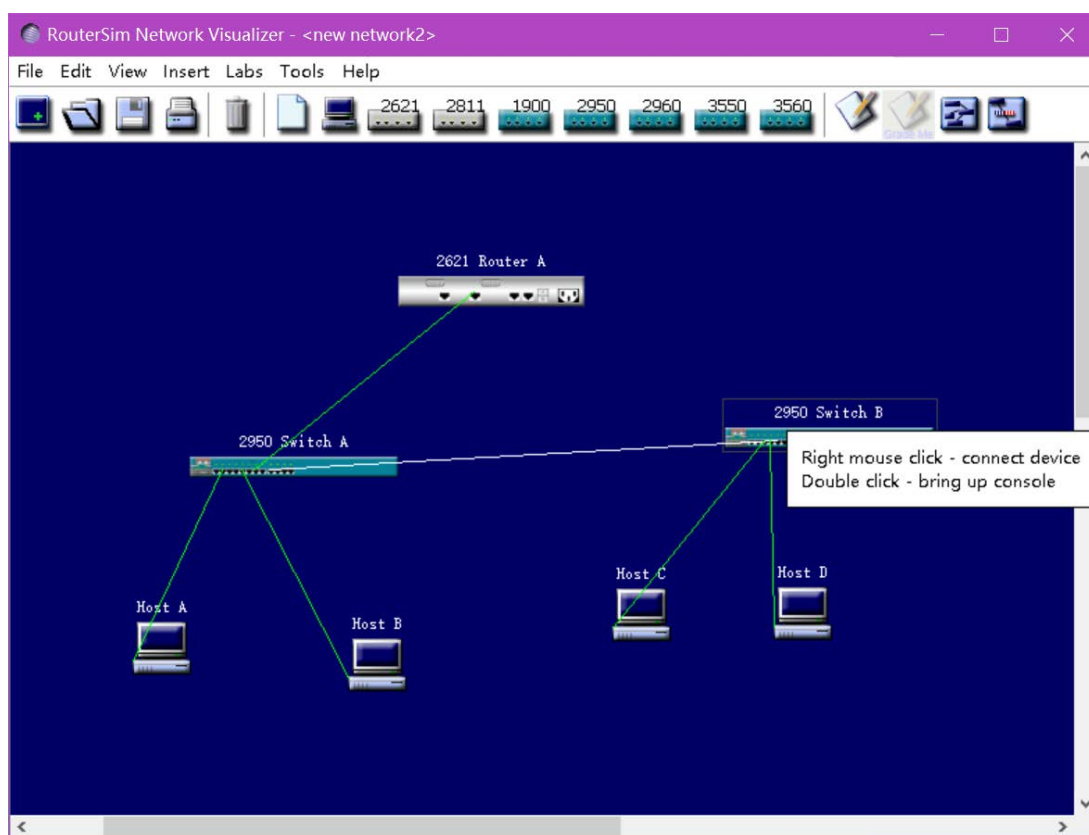 RouterSim Network Visualizer - <new network2>
File Edit View Insert Labs Tools Help
2621 2811 1900 2950 2960 3550 3560
Grade Me
2621 Router A
2950 Switch B
2950 Switch A
Right mouse click - connect device
Double click - bring up console
Host C
Host D
Host A
Host B